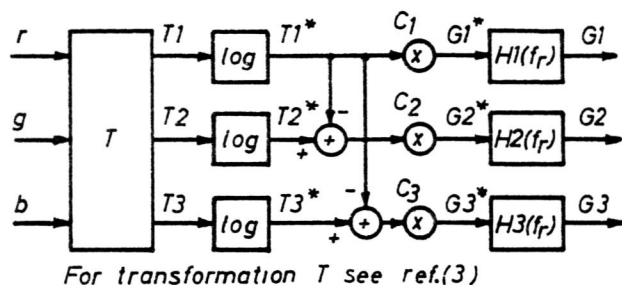 r T1 log T1* C1 G1* H1(fr) G1
g T T2 log T2* - + + C2 G2* H2(fr) G2
b T3 log T3* - + + C3 G3* H3(fr) G3
x x x
For transformation T see ref.(3)